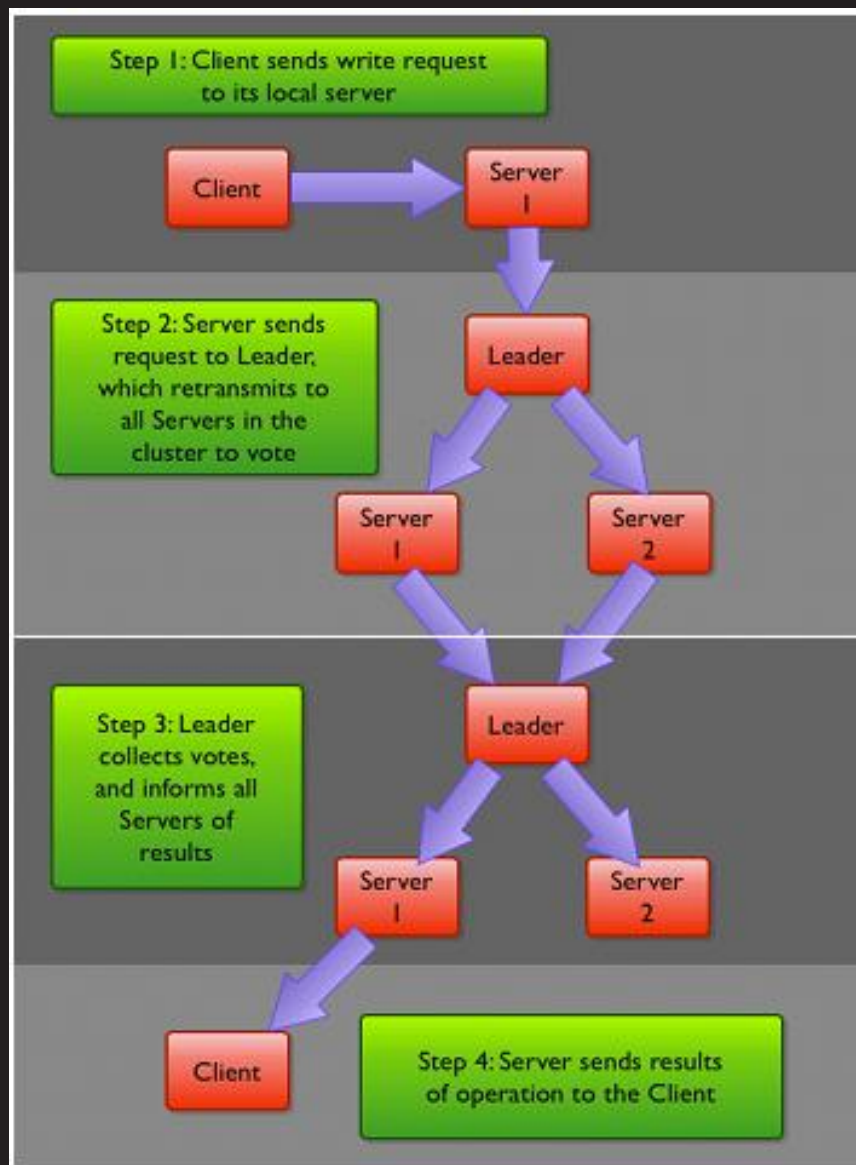 Step 1: Client sends write request
to its local server
Client
Server
1
Step 2: Server sends
request to Leader,
which retransmits to
all Servers in the
cluster to vote
Leader
Server
1
Server
2
Step 3: Leader
collects votes,
and informs all
Servers of
results
Leader
Server
1
Server
2
Client
Step 4: Server sends results
of operation to the Client